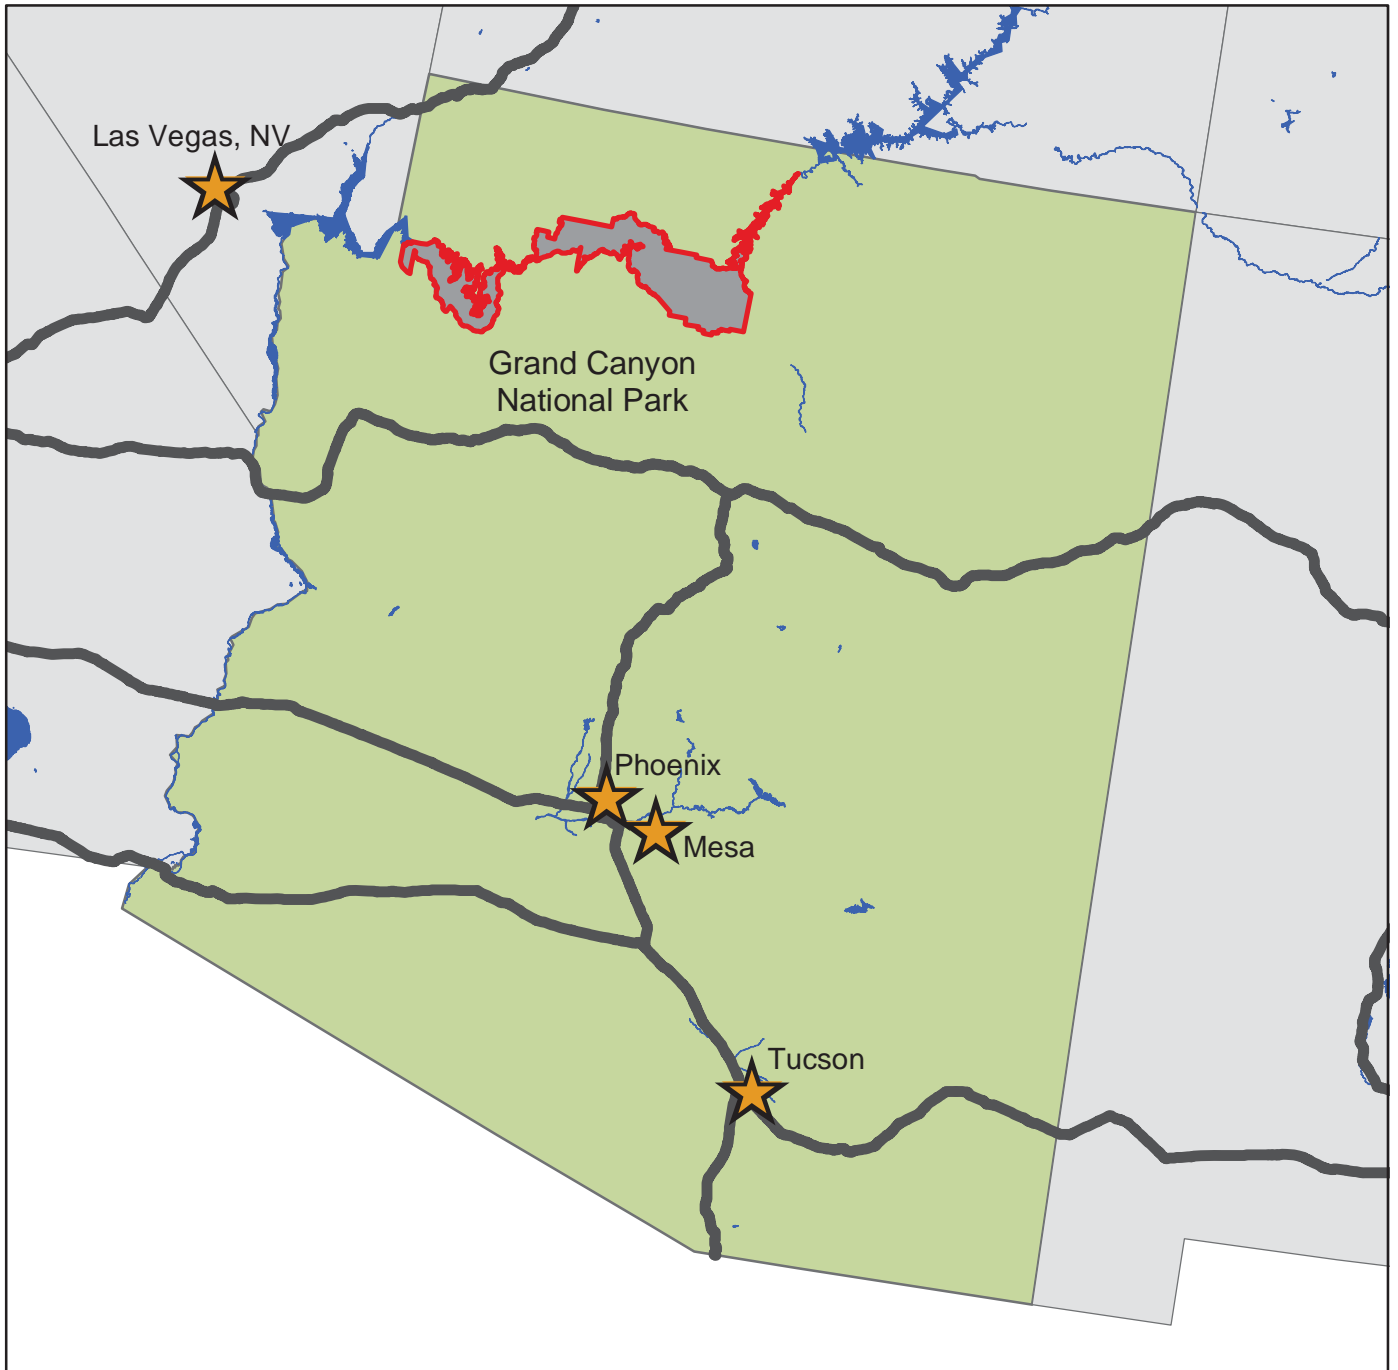 Las Vegas, NV
Grand Canyon
National Park
Phoenix
Mesa
Tucson